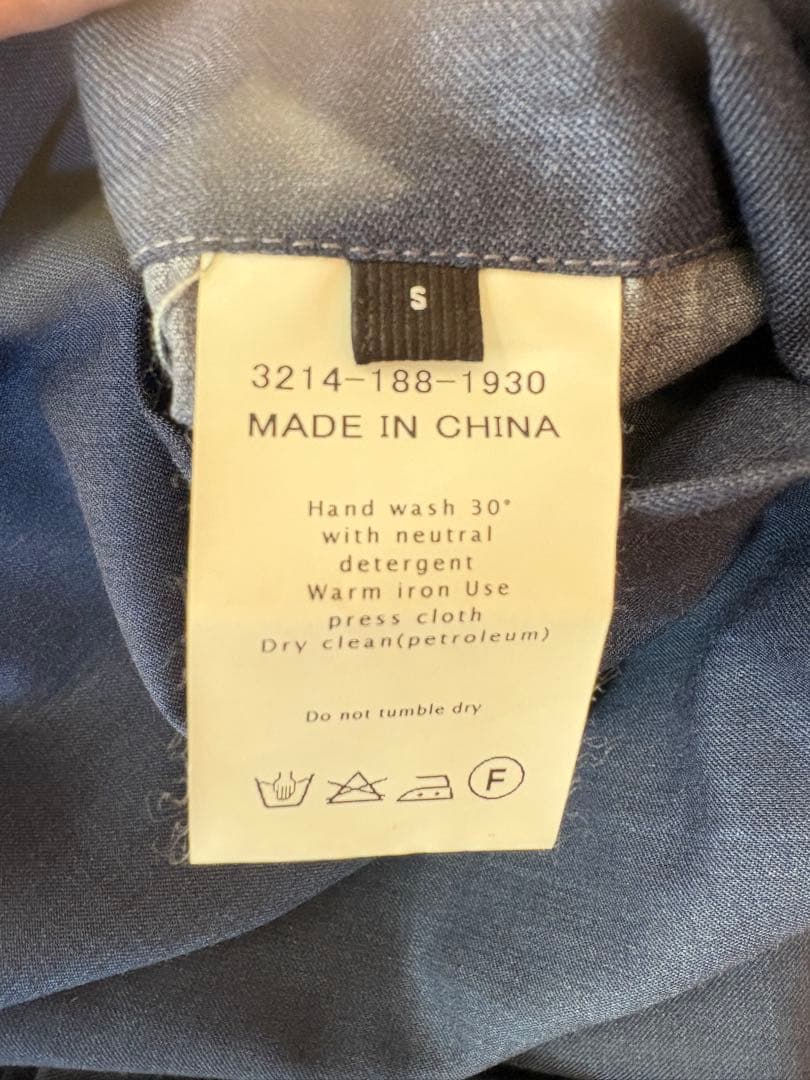 S
3214-188-1930
MADE IN CHINA
Hand wash 30°
with neutral
detergent
Warm iron Use
press cloth
Dry clean(petroleum)
Do not tumble dry
F